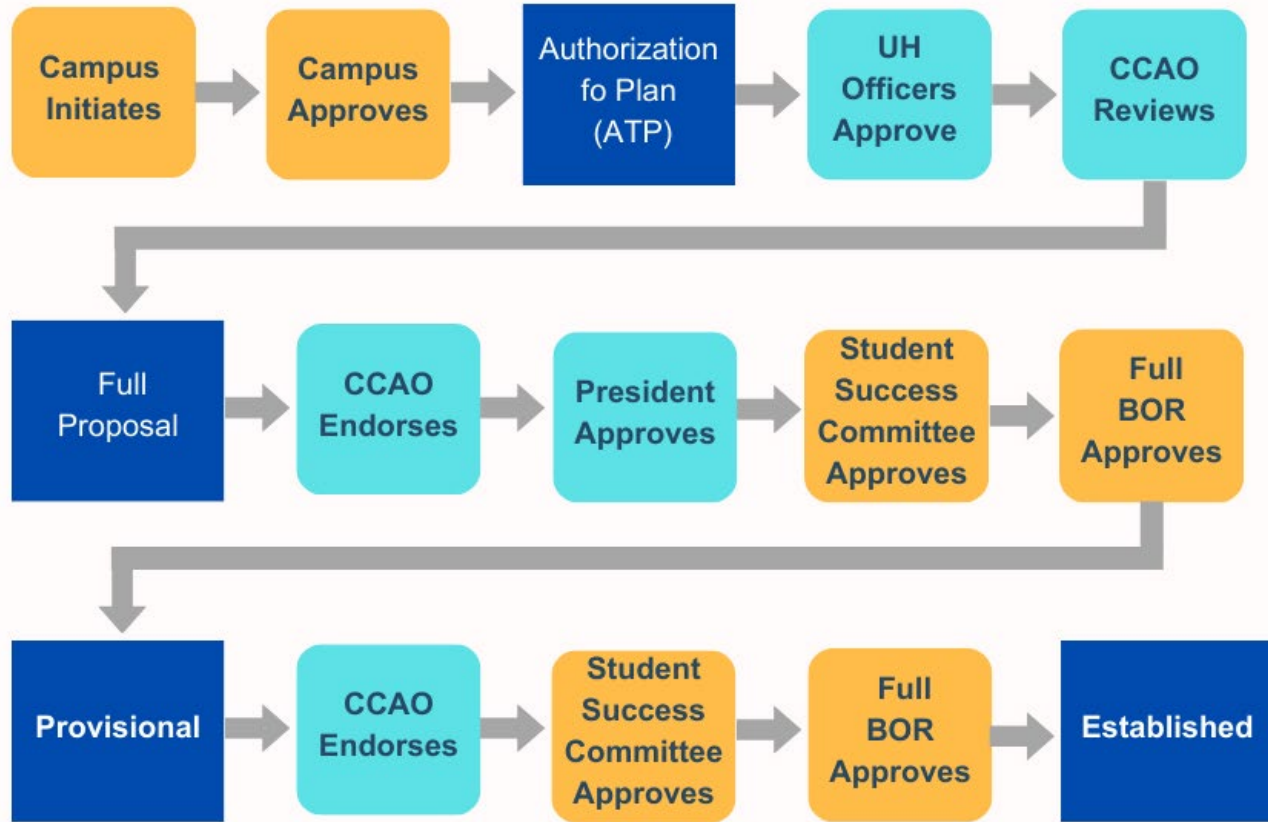 Campus
Initiates
Campus
Approves
Authorization
fo Plan
(ATP)
UH
Officers
Approve
CCAO
Reviews
Full
Proposal
CCAO
Endorses
President
Approves
Student
Success
Committee
Approves
Full
BOR
Approves
Provisional
CCAO
Endorses
Student
Success
Committee
Approves
Full
BOR
Approves
Established